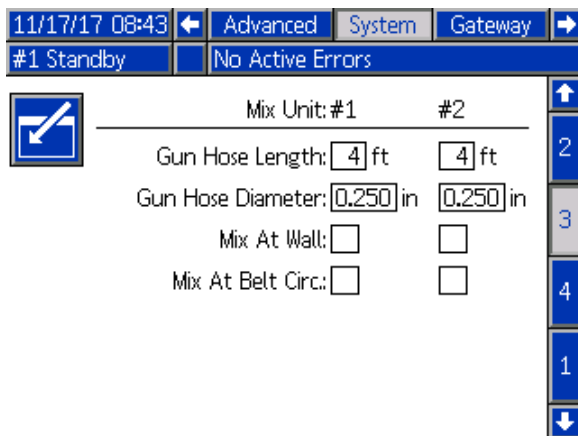 11/17/17 08:43 Advanced System Gateway
#1 Standby No Active Errors
Mix Unit: #1 #2
Gun Hose Length: 4 ft 4 ft
2
Gun Hose Diameter: 0.250 in 0.250 in
3
Mix At Wall:
Mix At Belt Circ.:
4
1